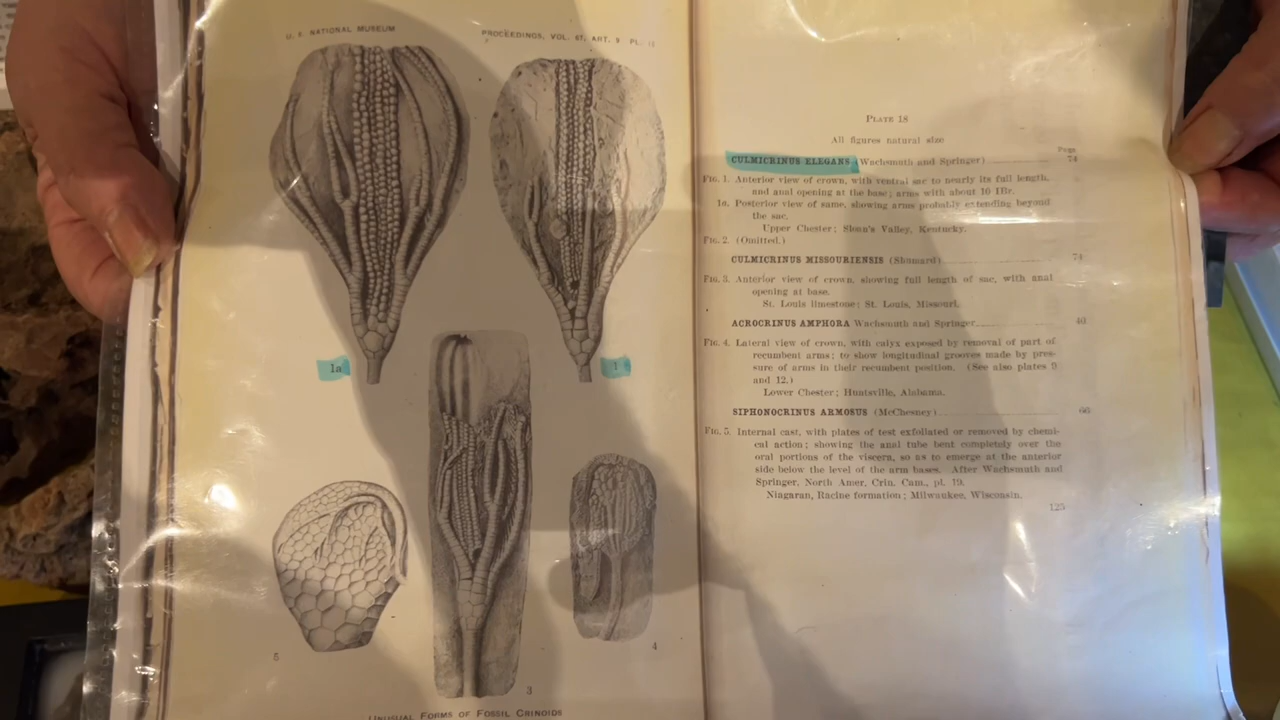 U. S. NATIONAL MUSEUM
PROCEEDINGS, VOL. 67, ART. 9 PL.
1a
1
5
3
4
UNUSUAL FORMS OF FOSSIL CRINOIDS
PLATE 18
All figures natural size
Page
CULMICRINUS ELEGANS (Wachsmuth and Springer) 74
FIG. 1. Anterior view of crown, with ventral sac to nearly its full length,
and anal opening at the base; arms with about 10 IBr.
1a. Posterior view of same, showing arms probably extending beyond
the sac.
Upper Chester; Sloan's Valley, Kentucky.
FIG. 2. (Omitted.)
CULMICRINUS MISSOURIENSIS (Shumard) 74
FIG. 3. Anterior view of crown, showing full length of sac, with anal
opening at base.
St. Louis limestone; St. Louis, Missouri.
ACROCRINUS AMPHORA Wachsmuth and Springer 40
FIG. 4. Lateral view of crown, with calyx exposed by removal of part of
recumbent arms; to show longitudinal grooves made by pres-
sure of arms in their recumbent position. (See also plates 9
and 12.)
Lower Chester; Huntsville, Alabama.
SIPHONOCRINUS ARMOSUS (McChesney) 66
FIG. 5. Internal cast, with plates of test exfoliated or removed by chemi-
cal action; showing the anal tube bent completely over the
oral portions of the viscera, so as to emerge at the anterior
side below the level of the arm bases. After Wachsmuth and
Springer, North Amer. Crin. Cam., pl. 19.
Niagaran, Racine formation; Milwaukee, Wisconsin.
125